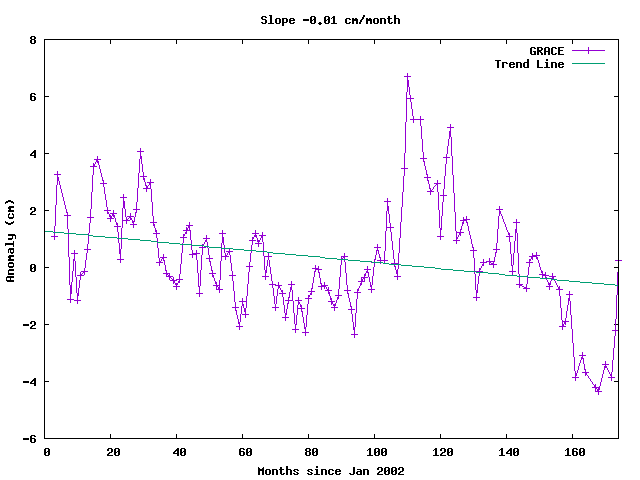 Slope -0.01 cm/month
8
6
4
2
0
-2
-4
-6
Anomaly (cm)
GRACE
Trend Line
0 20 40 60 80 100 120 140 160
Months since Jan 2002